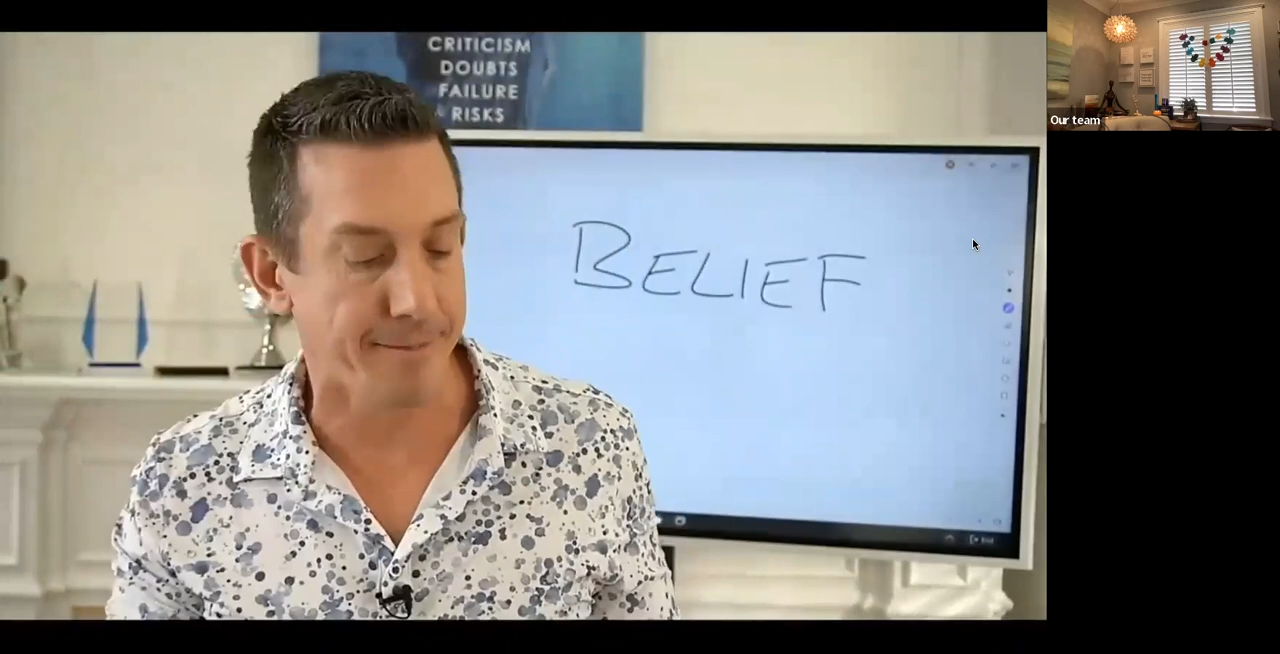 CRITICISM
DOUBTS
FAILURE
RISKS
BELIEF
Our team